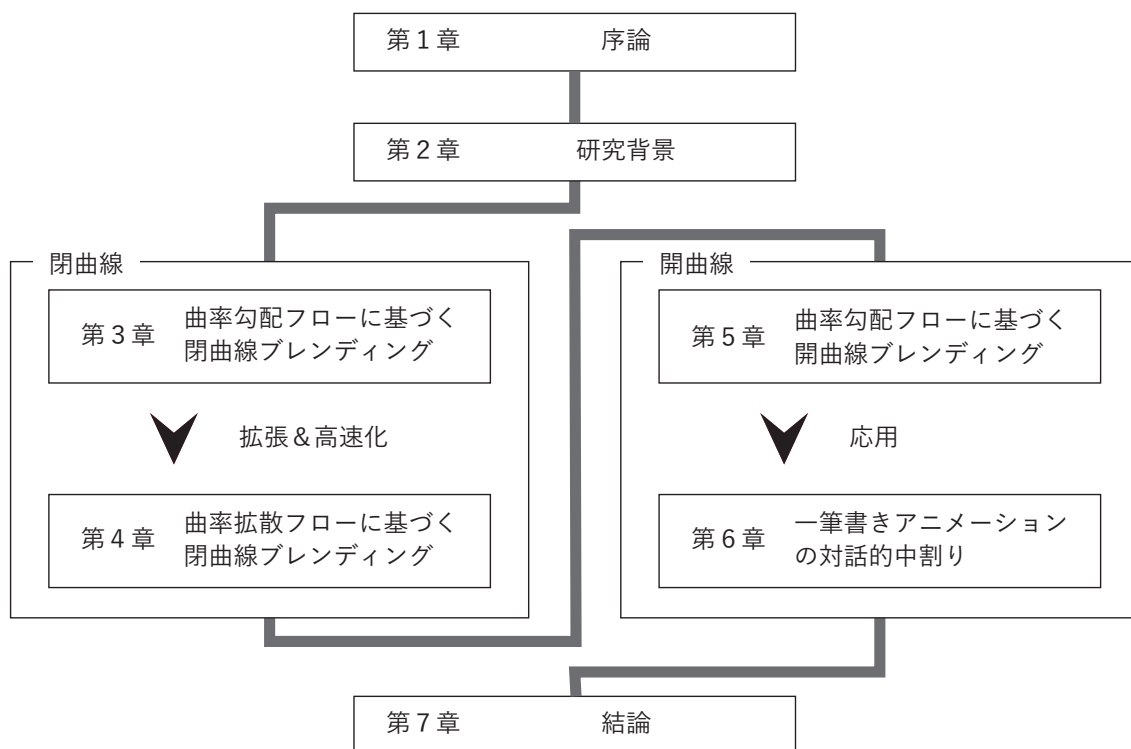 第1章 序論
第2章 研究背景
閉曲線
第3章 曲率勾配フローに基づく
閉曲線ブレンディング
拡張&高速化
第4章 曲率拡散フローに基づく
閉曲線ブレンディング
開曲線
第5章 曲率勾配フローに基づく
開曲線ブレンディング
応用
第6章 一筆書きアニメーション
の対話的中割り
第7章 結論